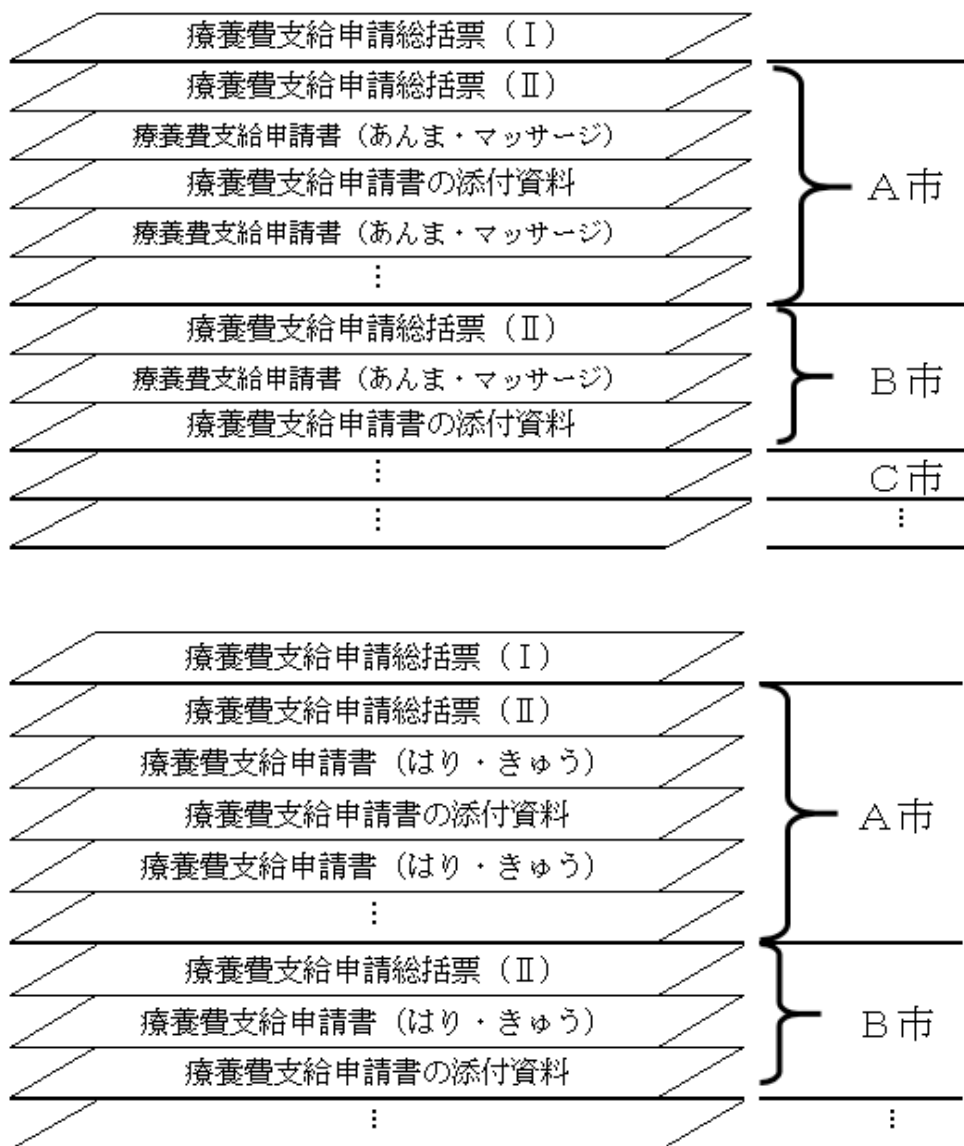 療養費支給申請総括票（Ⅰ）
療養費支給申請総括票（Ⅱ）
療養費支給申請書（あんま・マッサージ）
療養費支給申請書の添付資料
療養費支給申請書（あんま・マッサージ）
⋮
A市
療養費支給申請総括票（Ⅱ）
療養費支給申請書（あんま・マッサージ）
療養費支給申請書の添付資料
B市
⋮
C市
⋮
⋮
療養費支給申請総括票（Ⅰ）
療養費支給申請総括票（Ⅱ）
療養費支給申請書（はり・きゅう）
療養費支給申請書の添付資料
療養費支給申請書（はり・きゅう）
⋮
A市
療養費支給申請総括票（Ⅱ）
療養費支給申請書（はり・きゅう）
療養費支給申請書の添付資料
B市
⋮
⋮